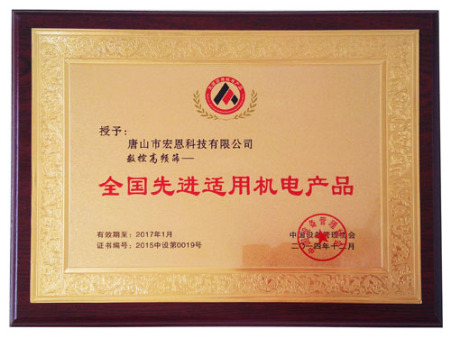 授予：
唐山市宏恩科技有限公司
数控高频筛——
全国先进适用机电产品
有效期至：2017年1月
证书编号：2015中设第0019号
中国设备管理协会
二〇一四年十二月